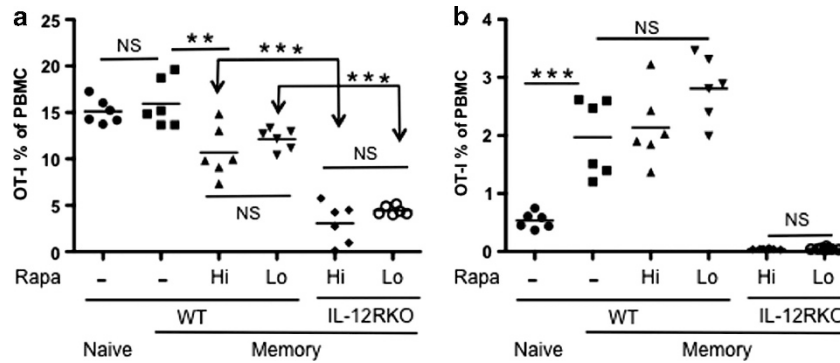 a
b
25
20
15
10
5
0
OT-I % of PBMC
NS
**
***
***
NS
NS
Rapa
– – Hi Lo Hi Lo
WT IL-12RKO
Naive Memory
4
3
2
1
0
OT-I % of PBMC
NS
***
NS
Rapa
– – Hi Lo Hi Lo
WT IL-12RKO
Naive Memory